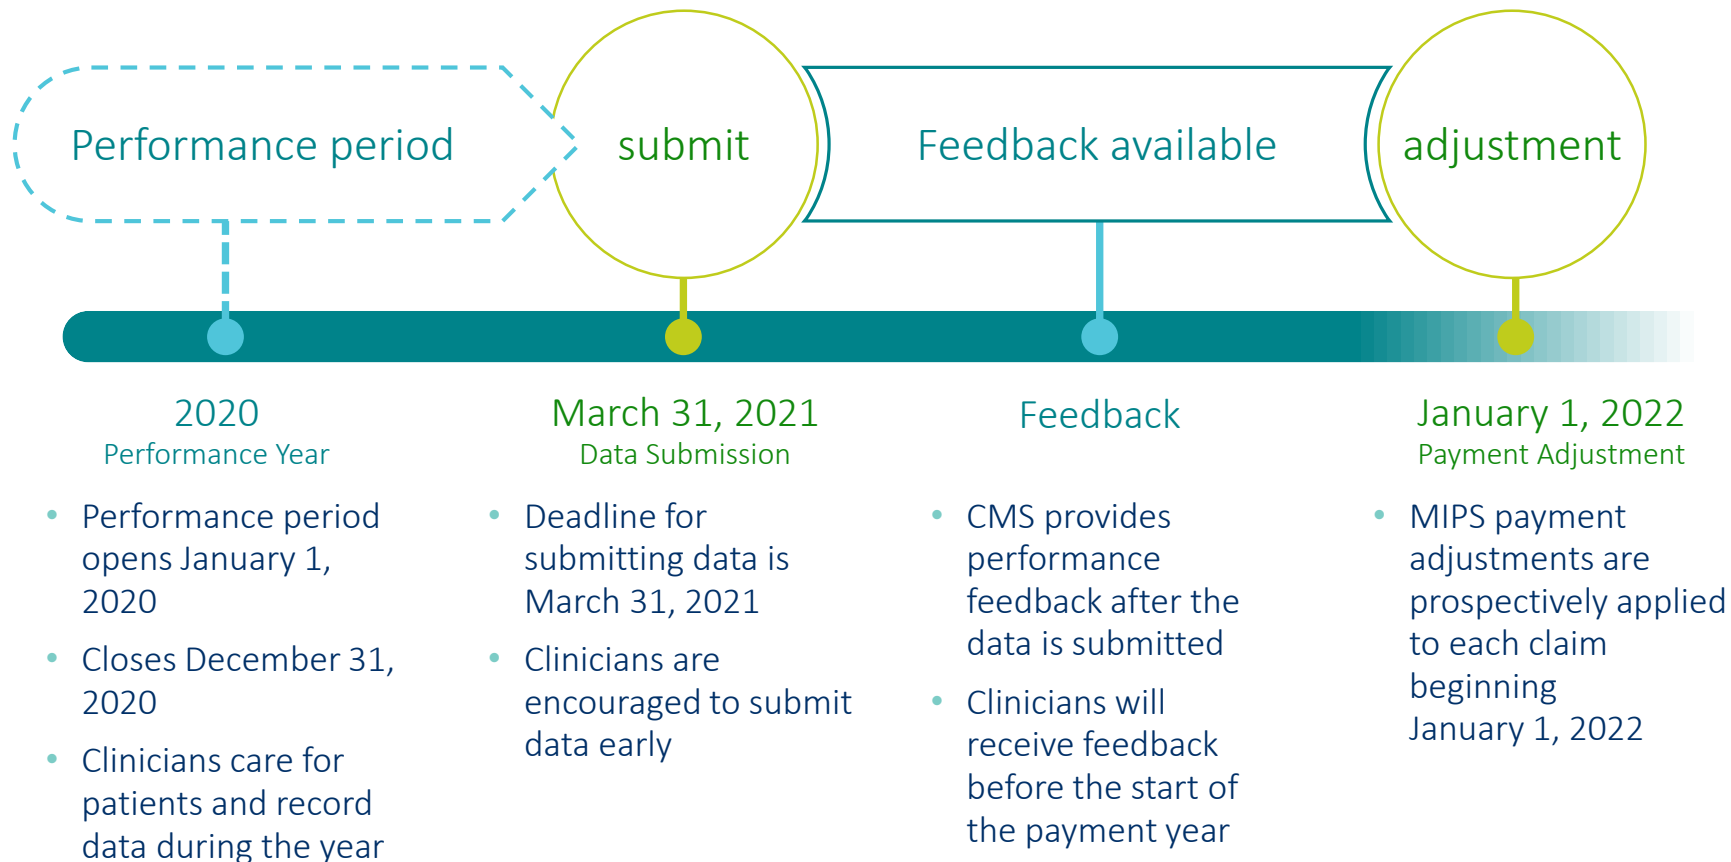 Performance period
submit
Feedback available
adjustment
2020
Performance Year
• Performance period
opens January 1,
2020
• Closes December 31,
2020
• Clinicians care for
patients and record
data during the year
March 31, 2021
Data Submission
• Deadline for
submitting data is
March 31, 2021
• Clinicians are
encouraged to submit
data early
Feedback
• CMS provides
performance
feedback after the
data is submitted
• Clinicians will
receive feedback
before the start of
the payment year
January 1, 2022
Payment Adjustment
• MIPS payment
adjustments are
prospectively applied
to each claim
beginning
January 1, 2022